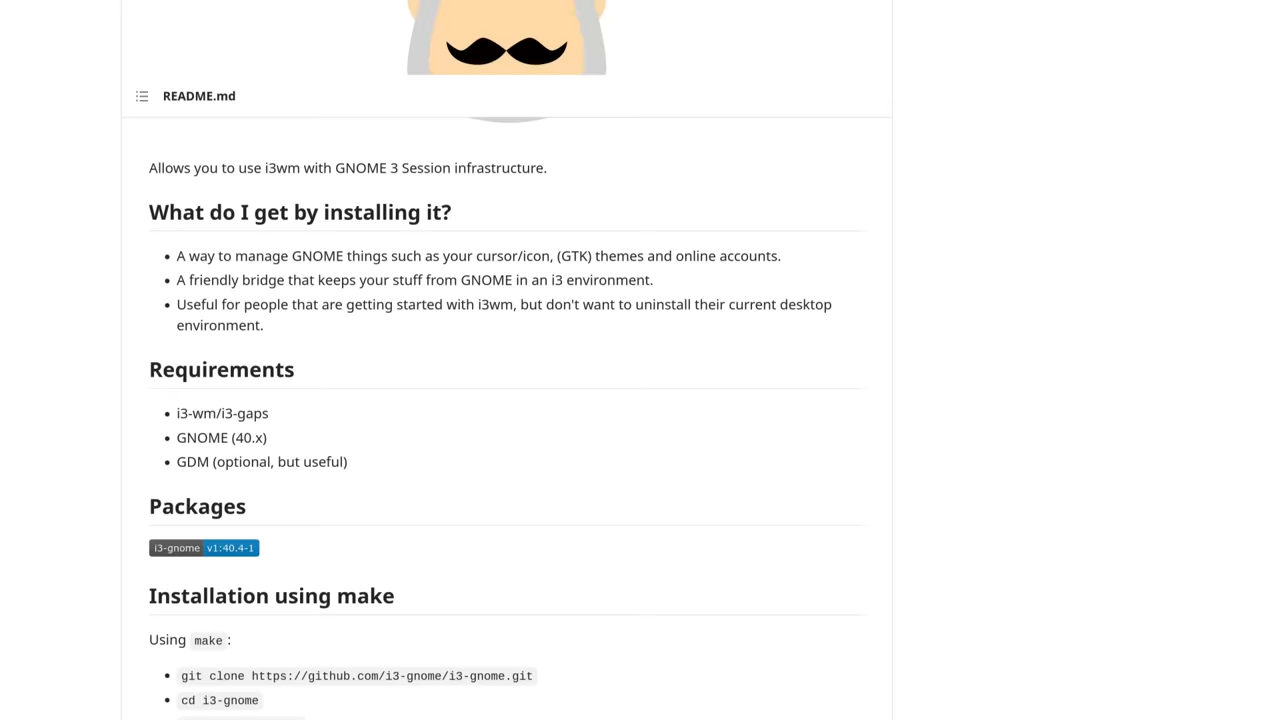 README.md
Allows you to use i3wm with GNOME 3 Session infrastructure.
What do I get by installing it?
A way to manage GNOME things such as your cursor/icon, (GTK) themes and online accounts.
A friendly bridge that keeps your stuff from GNOME in an i3 environment.
Useful for people that are getting started with i3wm, but don't want to uninstall their current desktop
environment.
Requirements
i3-wm/i3-gaps
GNOME (40.x)
GDM (optional, but useful)
Packages
i3-gnome v1:40.4-1
Installation using make
Using make:
git clone https://github.com/i3-gnome/i3-gnome.git
cd i3-gnome